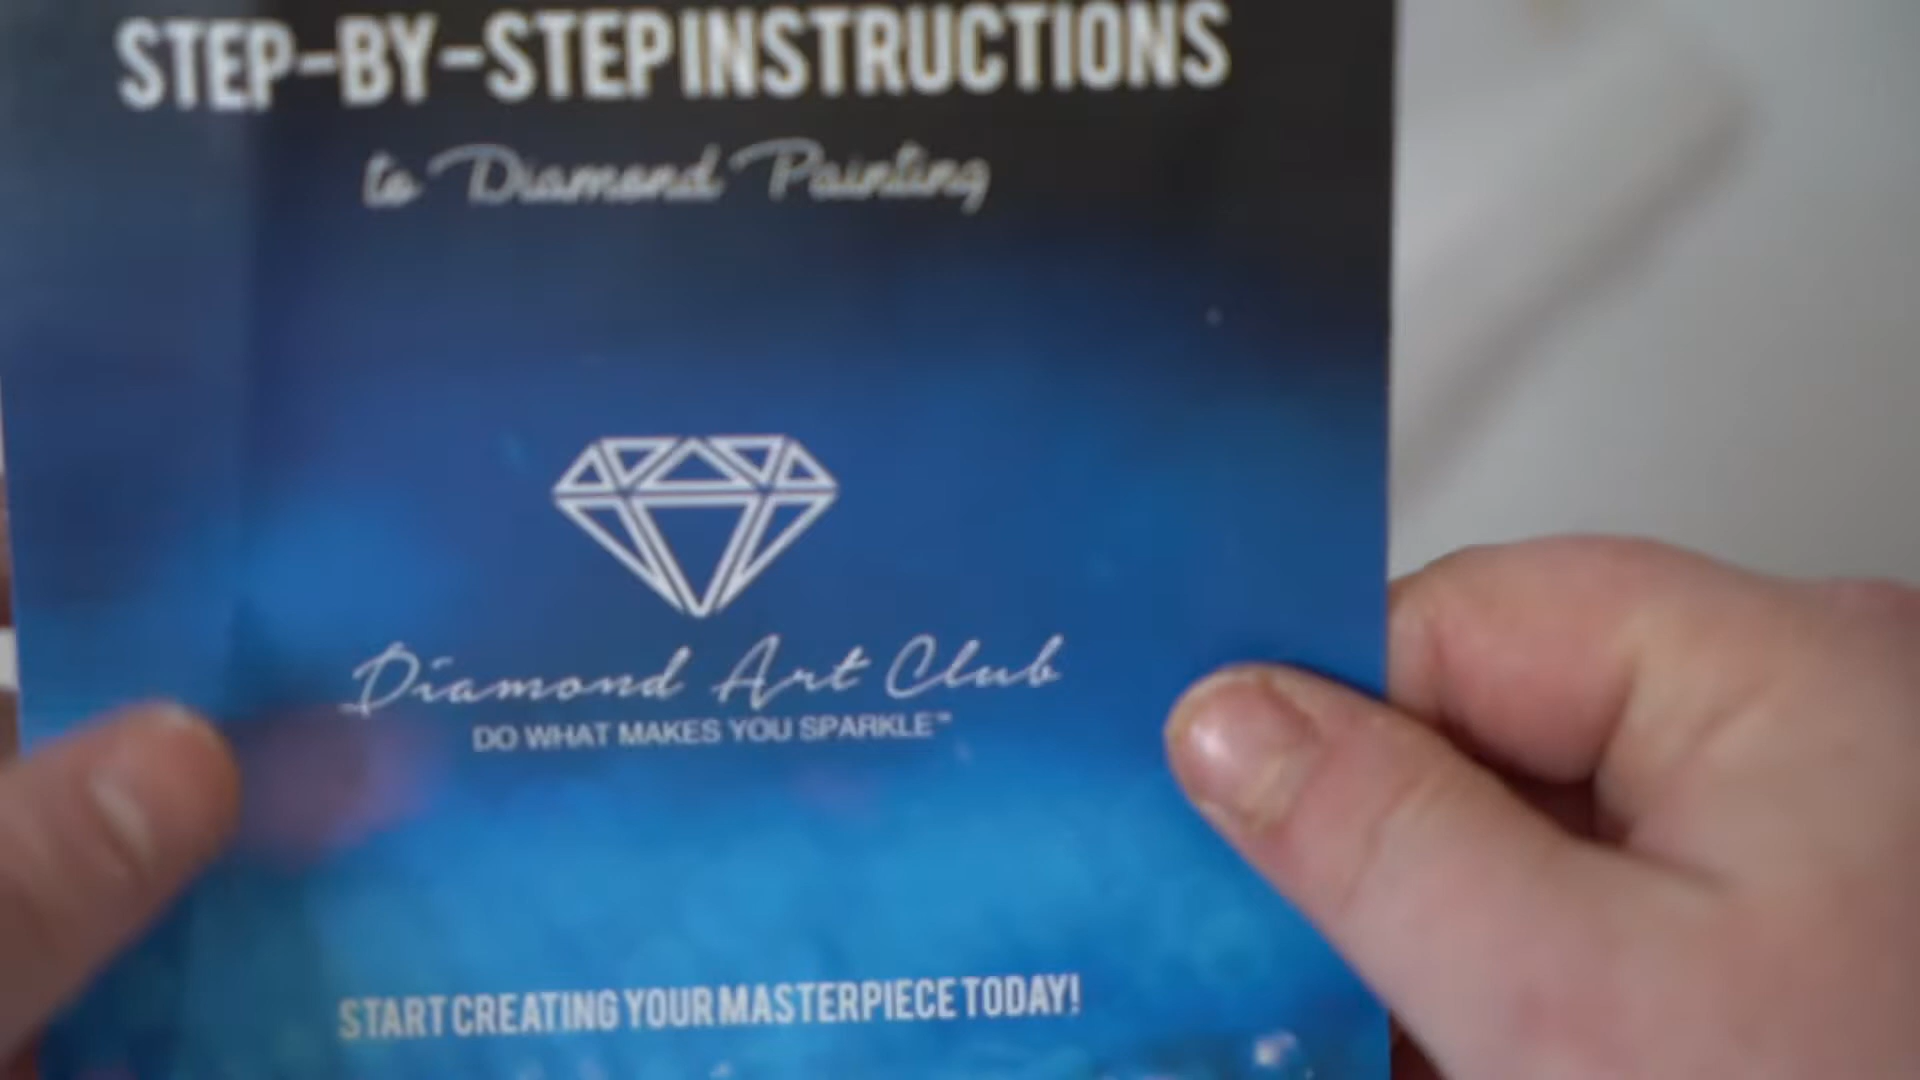 STEP-BY-STEP INSTRUCTIONS
to Diamond Painting
Diamond Art Club
DO WHAT MAKES YOU SPARKLE™
START CREATING YOUR MASTERPIECE TODAY!